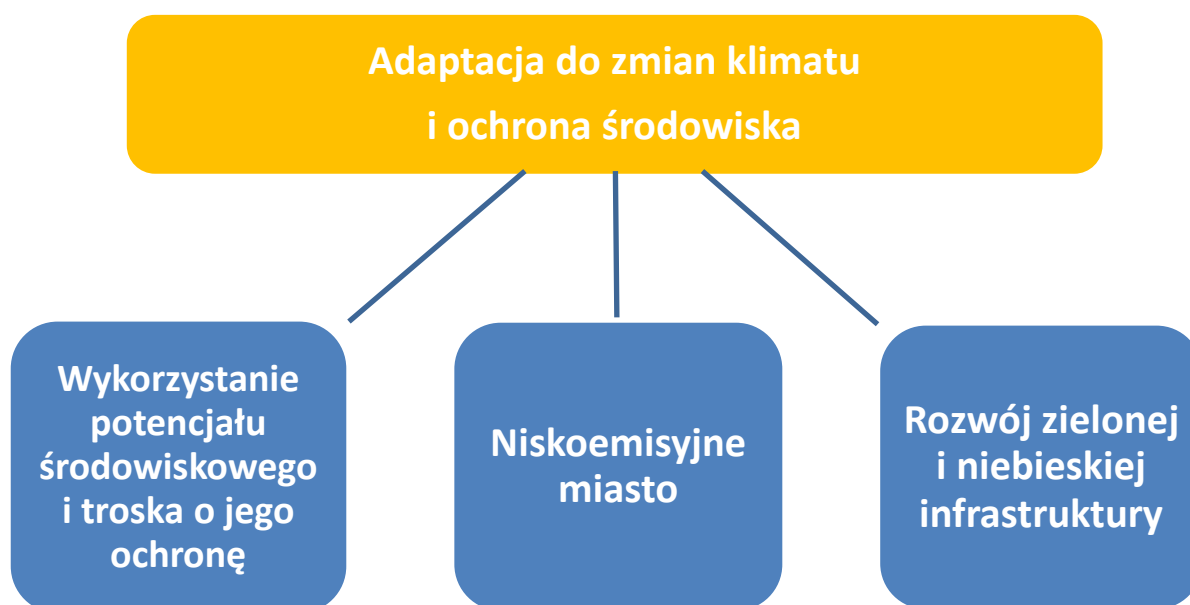 Adaptacja do zmian klimatu
i ochrona środowiska
Wykorzystanie
potencjału
środowiskowego
i troska o jego
ochronę
Niskoemisyjne
miasto
Rozwój zielonej
i niebieskiej
infrastruktury